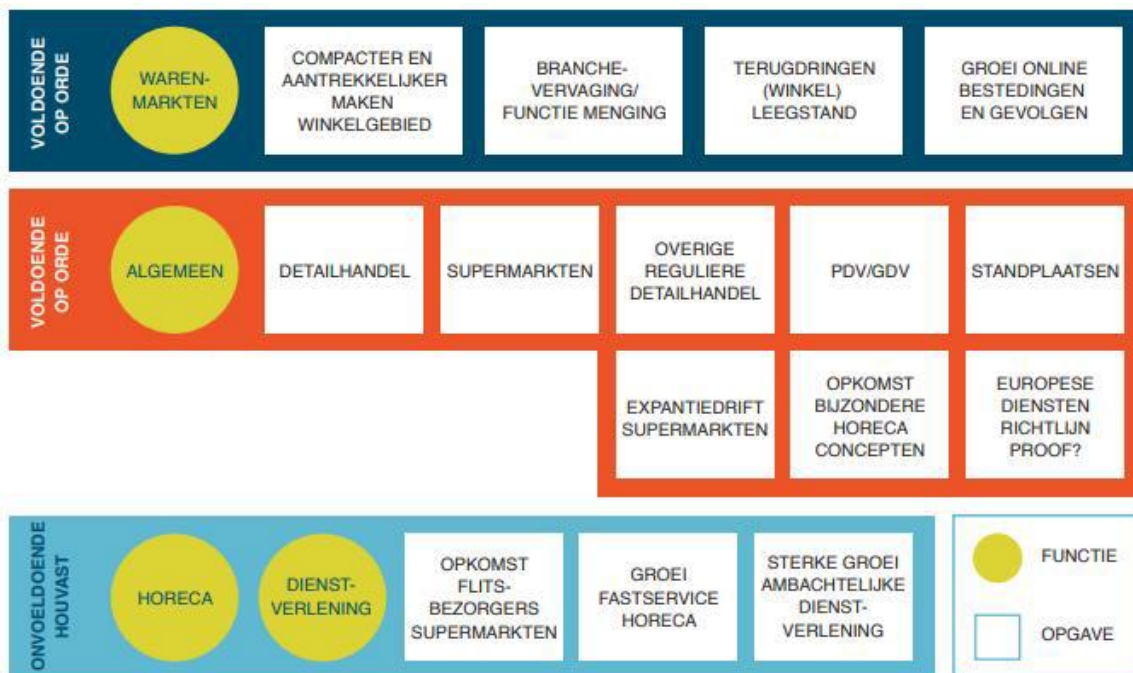 VOLDOENDE
OP ORDE
WAREN-
MARKTEN
COMPACTER EN
AANTREKKELIJKER
MAKEN
WINKELGEBIED
BRANCHE-
VERVAGING/
FUNCTIE MENGING
TERUGDRINGEN
(WINKEL)
LEEGSTAND
GROEI ONLINE
BESTEDINGEN
EN GEVOLGEN
VOLDOENDE
OP ORDE
ALGEMEEN
DETAILHANDEL
SUPERMARKTEN
OVERIGE
REGULIERE
DETAILHANDEL
PDV/GDV
STANDPLAATSEN
EXPANTIEDRIFT
SUPERMARKTEN
OPKOMST
BIJZONDERE
HORECA
CONCEPTEN
EUROPESE
DIENSTEN
RICHTLIJN
PROOF?
ONVOELDOENDE
HOUVAST
HORECA
DIENST-
VERLENING
OPKOMST
FLITS-
BEZORGERS
SUPERMARKTEN
GROEI
FASTSERVICE
HORECA
STERKE GROEI
AMBACHTELIJKE
DIENST-
VERLENING
FUNCTIE
OPGAVE